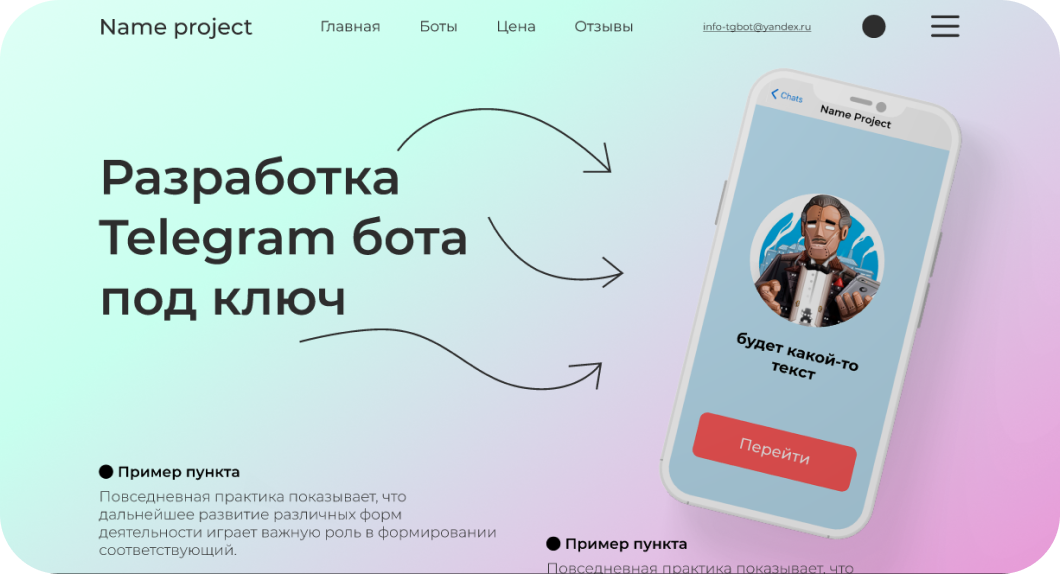 Name project
Главная
Боты
Цена
Отзывы
info-tgbot@yandex.ru
Chats
Name Project
Разработка
Telegram бота
под ключ
будет какой-то
текст
Перейти
Пример пункта
Повседневная практика показывает, что
дальнейшее развитие различных форм
деятельности играет важную роль в формировании
соответствующий.
Пример пункта
Повседневная практика показывает, что